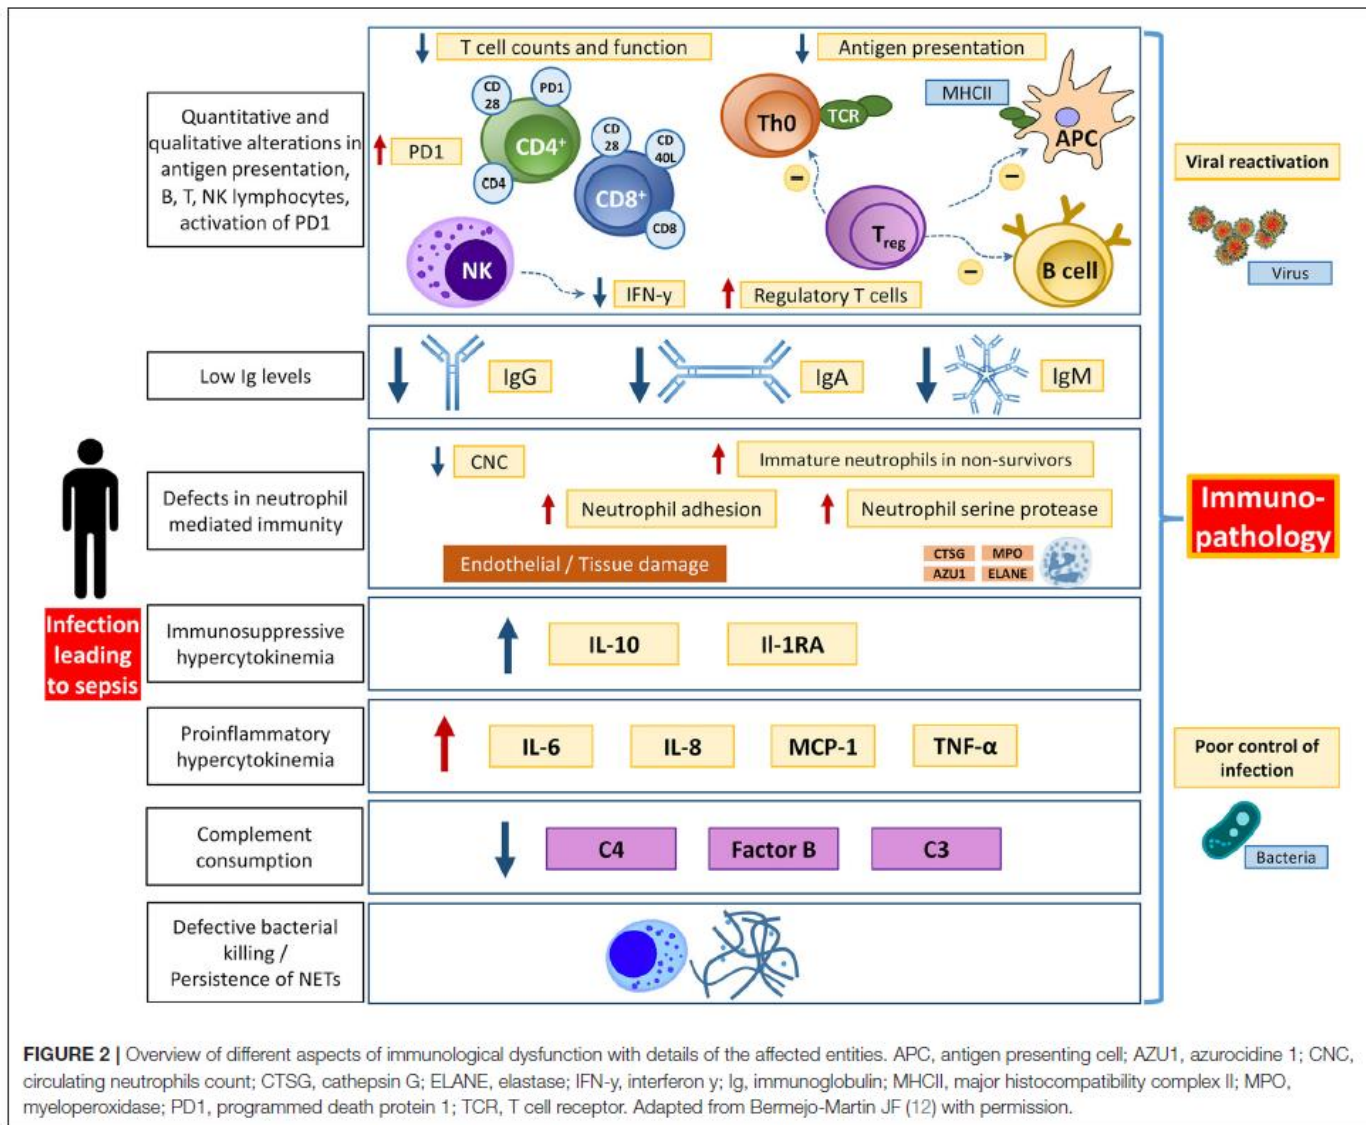 T cell counts and function
Antigen presentation
CD
28
PD1
MHCII
Th0
TCR
APC
Quantitative and
qualitative alterations in
antigen presentation,
B, T, NK lymphocytes,
activation of PD1
PD1
CD4+
CD
28
CD
40L
CD4
CD8+
CD8
Viral reactivation
Treg
NK
B cell
Virus
IFN-y
Regulatory T cells
Low Ig levels
IgG
IgA
IgM
CNC
Immature neutrophils in non-survivors
Defects in neutrophil
mediated immunity
Neutrophil adhesion
Neutrophil serine protease
Endothelial / Tissue damage
CTSG
MPO
AZU1
ELANE
Immuno-
pathology
Infection
leading
to sepsis
Immunosuppressive
hypercytokinemia
IL-10
Il-1RA
Proinflammatory
hypercytokinemia
IL-6
IL-8
MCP-1
TNF-α
Poor control of
infection
Complement
consumption
C4
Factor B
C3
Bacteria
Defective bacterial
killing /
Persistence of NETs
FIGURE 2 | Overview of different aspects of immunological dysfunction with details of the affected entities. APC, antigen presenting cell; AZU1, azurocidine 1; CNC,
circulating neutrophils count; CTSG, cathepsin G; ELANE, elastase; IFN-y, interferon y; Ig, immunoglobulin; MHCII, major histocompatibility complex II; MPO,
myeloperoxidase; PD1, programmed death protein 1; TCR, T cell receptor. Adapted from Bermejo-Martin JF (12) with permission.